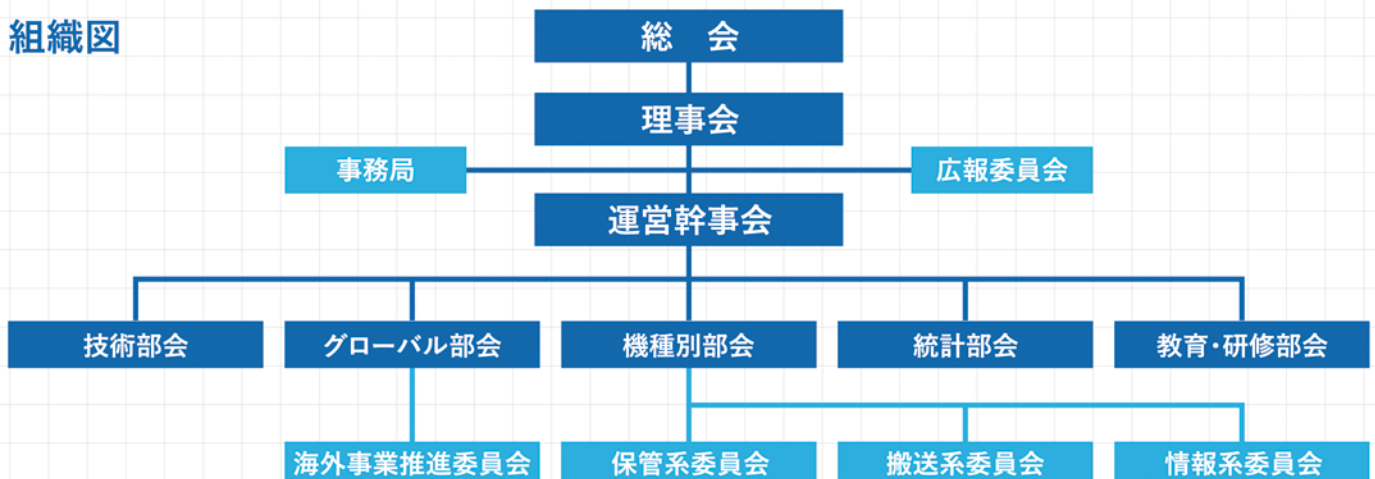 組織図
総　会
理事会
事務局
広報委員会
運営幹事会
技術部会
グローバル部会
機種別部会
統計部会
教育・研修部会
海外事業推進委員会
保管系委員会
搬送系委員会
情報系委員会